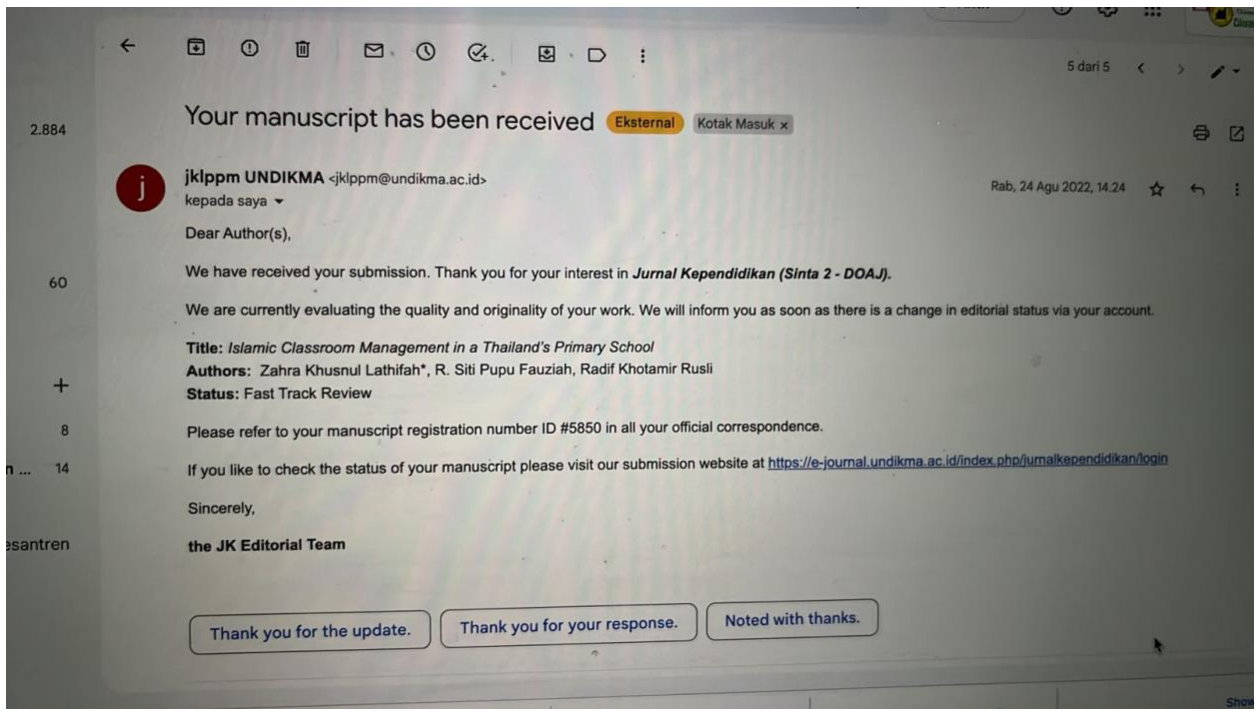 5 dari 5
Your manuscript has been received Eksternal Kotak Masuk ×
2.884
jklppm UNDIKMA <jklppm@undikma.ac.id>
Rab, 24 Agu 2022, 14.24
kepada saya
Dear Author(s),
We have received your submission. Thank you for your interest in Jurnal Kependidikan (Sinta 2 - DOAJ).
60
We are currently evaluating the quality and originality of your work. We will inform you as soon as there is a change in editorial status via your account.
Title: Islamic Classroom Management in a Thailand's Primary School
Authors: Zahra Khusnul Lathifah*, R. Siti Pupu Fauziah, Radif Khotamir Rusli
+
Status: Fast Track Review
8
Please refer to your manuscript registration number ID #5850 in all your official correspondence.
n ... 14
If you like to check the status of your manuscript please visit our submission website at https://e-journal.undikma.ac.id/index.php/jurnalkependidikan/login
Sincerely,
esantren
the JK Editorial Team
Thank you for the update.
Thank you for your response.
Noted with thanks.
Show